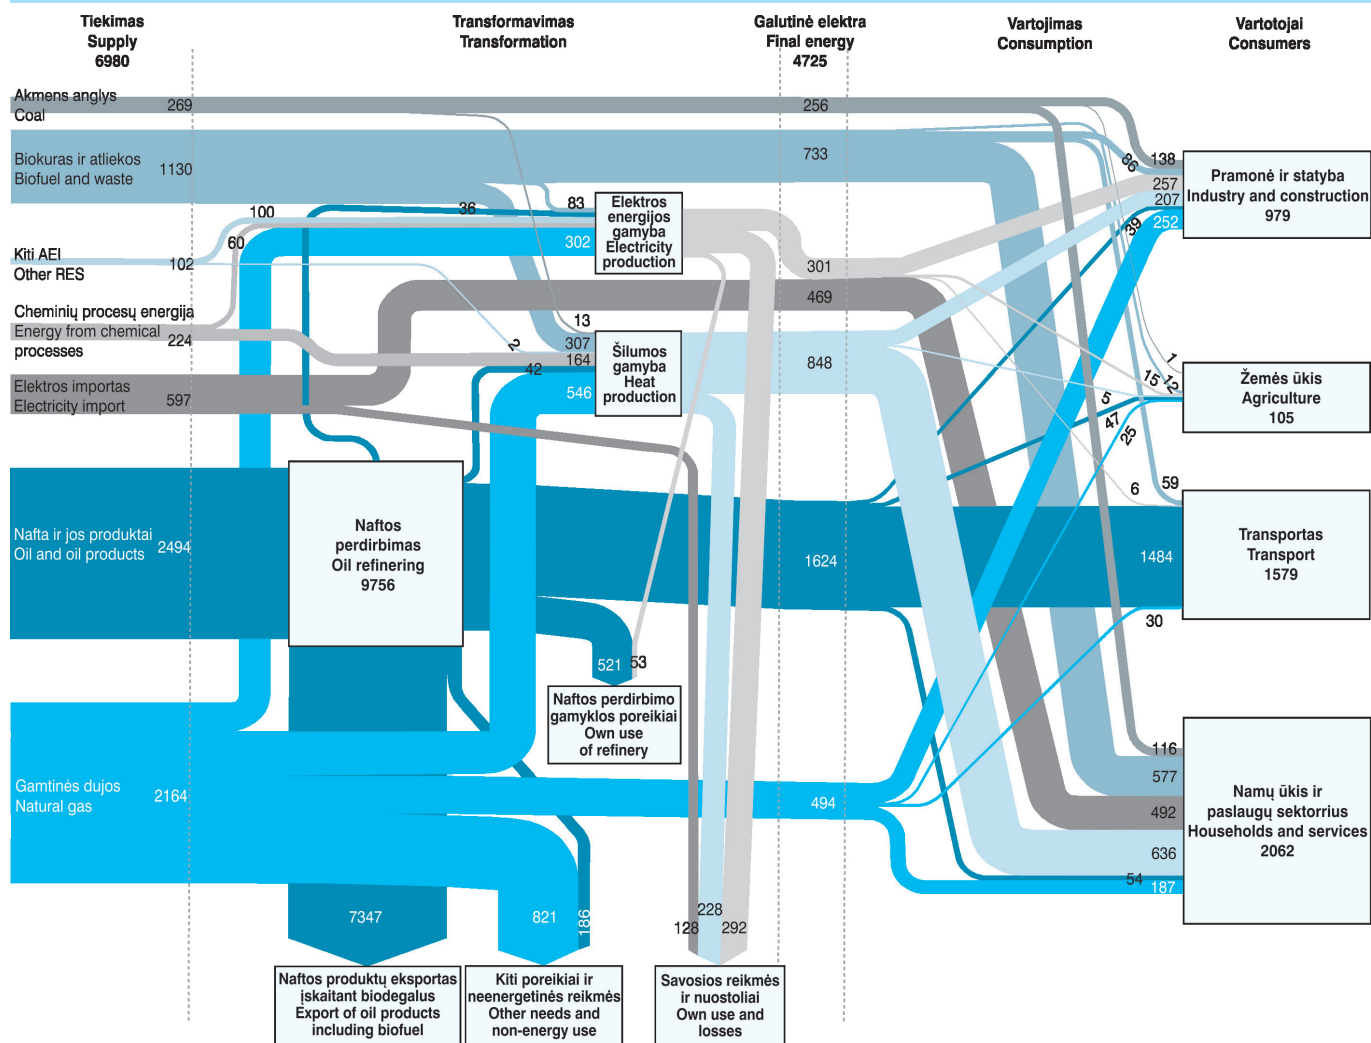 Tiekimas
Supply
6980
Transformavimas
Transformation
Galutinė elektra
Final energy
4725
Vartojimas
Consumption
Vartotojai
Consumers
Akmens anglys
Coal
269
256
Biokuras ir atliekos
Biofuel and waste
1130
733
86
138
257
207
252
39
Pramonė ir statyba
Industry and construction
979
100
36
83
60
302
Elektros
energijos
gamyba
Electricity
production
Kiti AEI
Other RES
102
301
469
Cheminių procesų energija
Energy from chemical
processes
224
13
2
307
164
42
546
Šilumos
gamyba
Heat
production
848
Elektros importas
Electricity import
597
1
12
15
5
47
25
Žemės ūkis
Agriculture
105
Nafta ir jos produktai
Oil and oil products
2494
Naftos
perdirbimas
Oil refinering
9756
1624
6
59
1484
30
Transportas
Transport
1579
521
53
Naftos perdirbimo
gamyklos poreikiai
Own use
of refinery
Gamtinės dujos
Natural gas
2164
494
116
577
492
636
54
187
Namų ūkis ir
paslaugų sektorrius
Households and services
2062
7347
821
186
128
228
292
Naftos produktų eksportas
įskaitant biodegalus
Export of oil products
including biofuel
Kiti poreikiai ir
neenergetinės reikmės
Other needs and
non-energy use
Savosios reikmės
ir nuostoliai
Own use and
losses